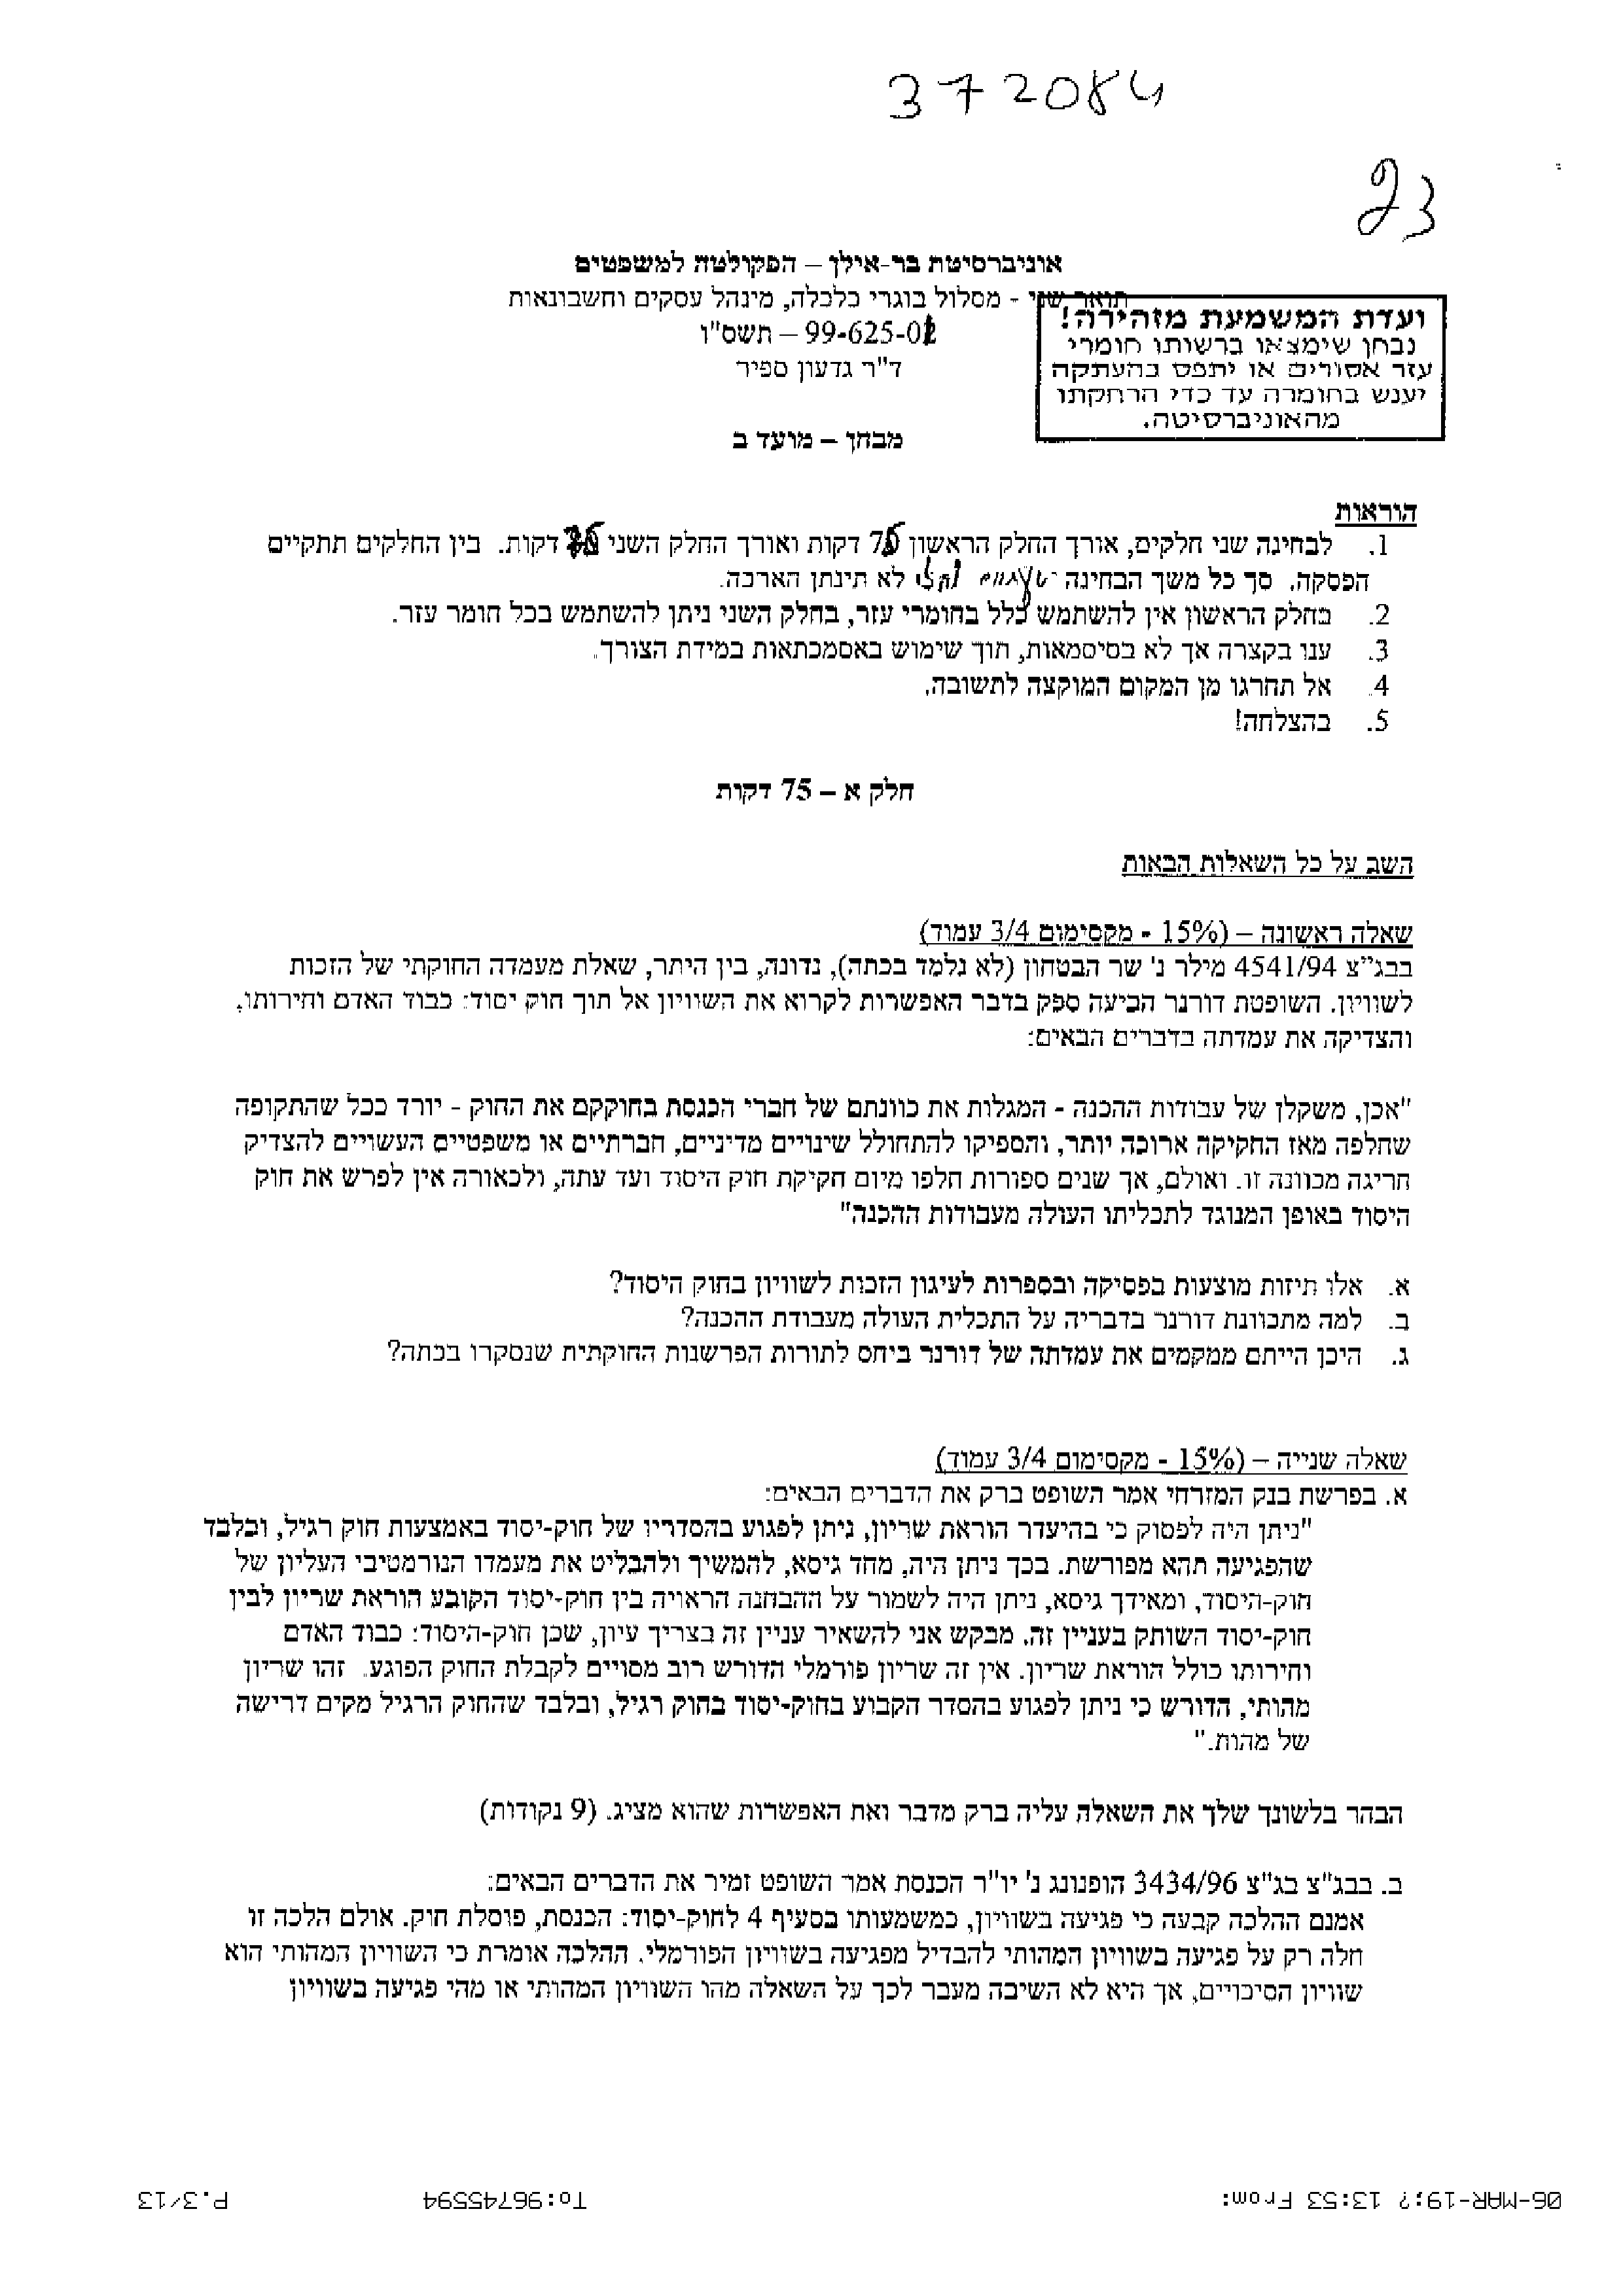 372084
23
אוניברסיטת בר-אילן – הפקולטה למשפטים
תואר שני - מסלול בוגרי כלכלה, מינהל עסקים וחשבונאות
99-625-02 – תשס"ו
ד"ר גדעון ספיר
ועדת המשמעת מזהירה!
נבחן שימצאו ברשותו חומרי
עזר אסורים או יתפס בהעתקה
יענש בחומרה עד כדי הרחקתו
מהאוניברסיטה.
מבחן – מועד ב
הוראות
1. לבחינה שני חלקים, אורך החלק הראשון 75 דקות ואורך החלק השני דקות. בין החלקים תתקיים
הפסקה. סך כל משך הבחינה לא תינתן הארכה.
2. בחלק הראשון אין להשתמש כלל בחומרי עזר, בחלק השני ניתן להשתמש בכל חומר עזר.
3. ענו בקצרה אך לא בסיסמאות, תוך שימוש באסמכתאות במידת הצורך.
4. אל תחרגו מן המקום המוקצה לתשובה.
5. בהצלחה!
חלק א – 75 דקות
השב על כל השאלות הבאות
שאלה ראשונה – (15% - מקסימום 3/4 עמוד)
בבג"צ 4541/94 מילר נ' שר הבטחון (לא נלמד בכתה), נדונה, בין היתר, שאלת מעמדה החוקתי של הזכות
לשוויון. השופטת דורנר הביעה ספק בדבר האפשרות לקרוא את השוויון אל תוך חוק יסוד: כבוד האדם וחירותו,
והצדיקה את עמדתה בדברים הבאים:
"אכן, משקלן של עבודות ההכנה - המגלות את כוונתם של חברי הכנסת בחוקקם את החוק - יורד ככל שהתקופה
שחלפה מאז החקיקה ארוכה יותר, והספיקו להתחולל שינויים מדיניים, חברתיים או משפטיים העשויים להצדיק
חריגה מכוונה זו. ואולם, אך שנים ספורות חלפו מיום חקיקת חוק היסוד ועד עתה, ולכאורה אין לפרש את חוק
היסוד באופן המנוגד לתכליתו העולה מעבודות ההכנה"
א. אלו תיזות מוצעות בפסיקה ובספרות לעיגון הזכות לשוויון בחוק היסוד?
ב. למה מתכוונת דורנר בדבריה על התכלית העולה מעבודת ההכנה?
ג. היכן הייתם ממקמים את עמדתה של דורנר ביחס לתורות הפרשנות החוקתית שנסקרו בכתה?
שאלה שנייה – (15% - מקסימום 3/4 עמוד)
א. בפרשת בנק המזרחי אמר השופט ברק את הדברים הבאים:
"ניתן היה לפסוק כי בהיעדר הוראת שריון, ניתן לפגוע בהסדריו של חוק-יסוד באמצעות חוק רגיל, ובלבד
שהפגיעה תהא מפורשת. בכך ניתן היה, מחד גיסא, להמשיך ולהבליט את מעמדו הנורמטיבי העליון של
חוק-היסוד, ומאידך גיסא, ניתן היה לשמור על ההבחנה הראויה בין חוק-יסוד הקובע הוראת שריון לבין
חוק-יסוד השותק בעניין זה. מבקש אני להשאיר עניין זה בצריך עיון, שכן חוק-היסוד: כבוד האדם
וחירותו כולל הוראת שריון. אין זה שריון פורמלי הדורש רוב מסויים לקבלת החוק הפוגע. זהו שריון
מהותי, הדורש כי ניתן לפגוע בהסדר הקבוע בחוק-יסוד בחוק רגיל, ובלבד שהחוק הרגיל מקים דרישה
של מהות."
הבהר בלשונך שלך את השאלה עליה ברק מדבר ואת האפשרות שהוא מציג. (9 נקודות)
ב. בבג"צ בג"צ 3434/96 הופנונג נ' יו"ר הכנסת אמר השופט זמיר את הדברים הבאים:
אמנם ההלכה קבעה כי פגיעה בשוויון, כמשמעותו בסעיף 4 לחוק-יסוד: הכנסת, פוסלת חוק. אולם הלכה זו
חלה רק על פגיעה בשוויון המהותי להבדיל מפגיעה בשוויון הפורמלי. ההלכה אומרת כי השוויון המהותי הוא
שוויון הסיכויים, אך היא לא השיבה מעבר לכך על השאלה מהו השוויון המהותי או מהי פגיעה בשוויון
06-MAR-19;? 13:53 From: To:96745594 P.3/13